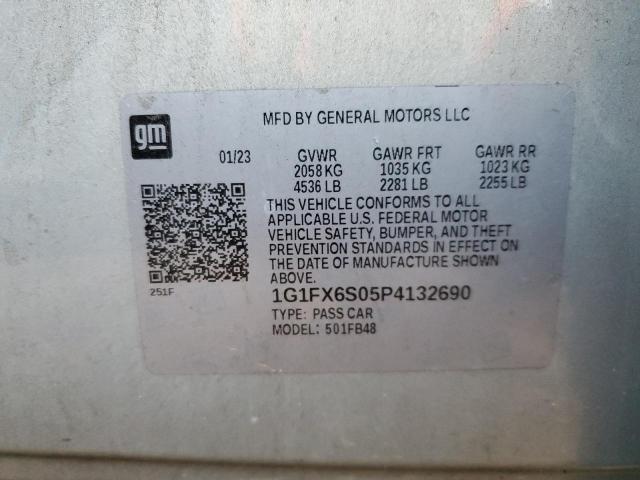 gm
MFD BY GENERAL MOTORS LLC
01/23 GVWR GAWR FRT GAWR RR
2058 KG 1035 KG 1023 KG
4536 LB 2281 LB 2255 LB
THIS VEHICLE CONFORMS TO ALL
APPLICABLE U.S. FEDERAL MOTOR
VEHICLE SAFETY, BUMPER, AND THEFT
PREVENTION STANDARDS IN EFFECT ON
THE DATE OF MANUFACTURE SHOWN
ABOVE.
251F
1G1FX6S05P4132690
TYPE: PASS CAR
MODEL: 501FB48